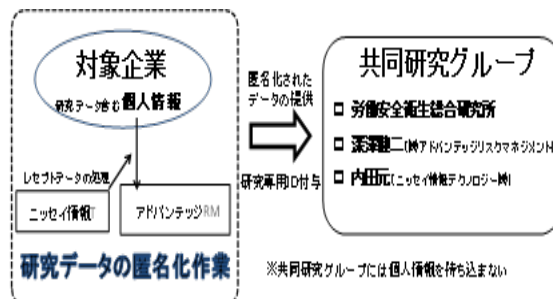 対象企業
研究データ含む個人情報
レセプトデータの処理
ニッセイ情報T
アドバンテッジRM
研究データの匿名化作業
匿名化された
データの提供
研究専用ID付与
共同研究グループ
労働安全衛生総合研究所
深澤健二(㈱アドバンテッジリスクマネジメント)
内田元(ニッセイ情報テクノロジー㈱)
※共同研究グループには個人情報を持ち込まない